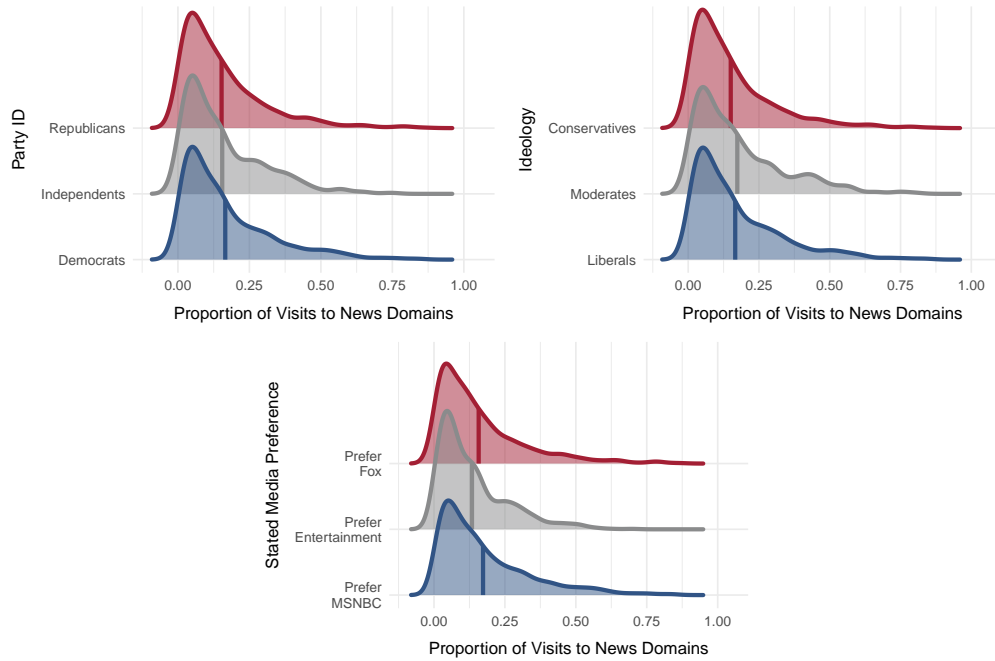 Party ID
Republicans
Independents
Democrats
0.00 0.25 0.50 0.75 1.00
Proportion of Visits to News Domains
Ideology
Conservatives
Moderates
Liberals
0.00 0.25 0.50 0.75 1.00
Proportion of Visits to News Domains
Stated Media Preference
Prefer
Fox
Prefer
Entertainment
Prefer
MSNBC
0.00 0.25 0.50 0.75 1.00
Proportion of Visits to News Domains